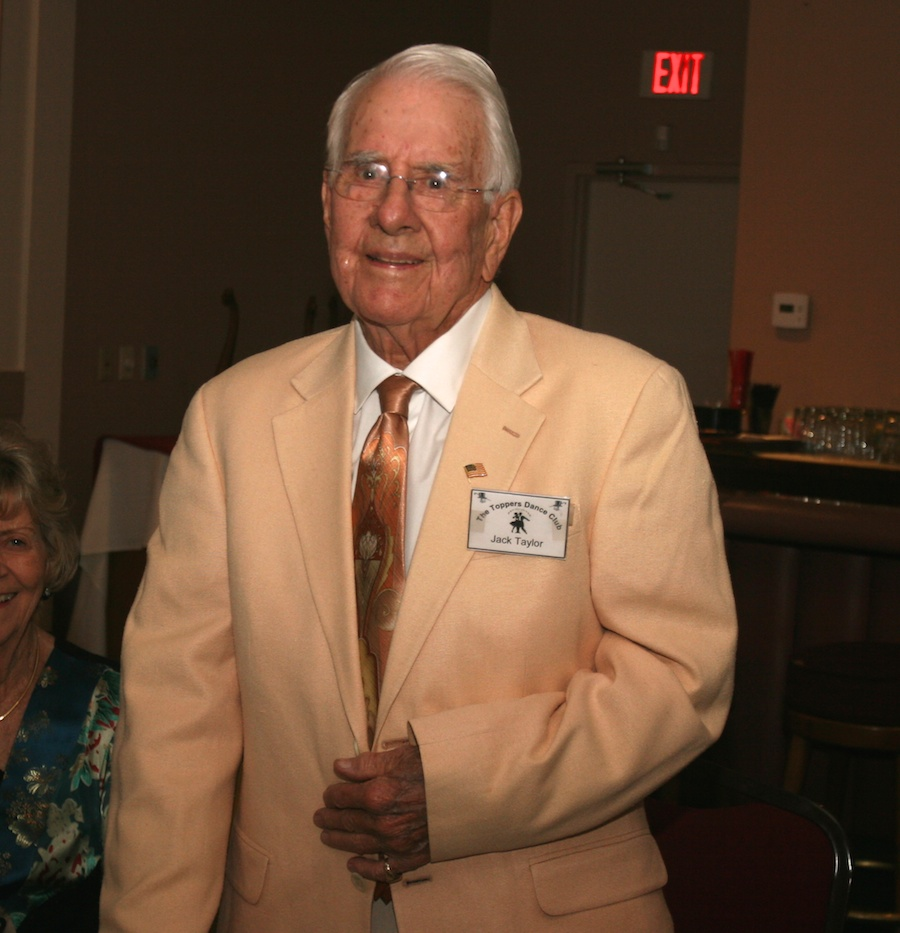 EXIT
The Toppers Dance Club
Jack Taylor